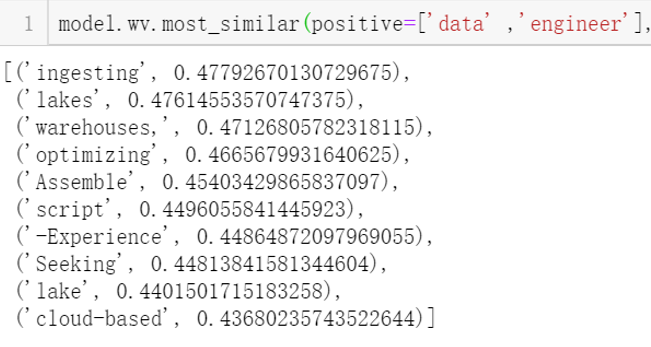 1 model.wv.most_similar(positive=['data' ,'engineer'],
[('ingesting', 0.47792670130729675),
('lakes', 0.47614553570747375),
('warehouses,', 0.47126805782318115),
('optimizing', 0.4665679931640625),
('Assemble', 0.45403429865837097),
('script', 0.4496055841445923),
('-Experience', 0.44864872097969055),
('Seeking', 0.44813841581344604),
('lake', 0.4401501715183258),
('cloud-based', 0.43680235743522644)]